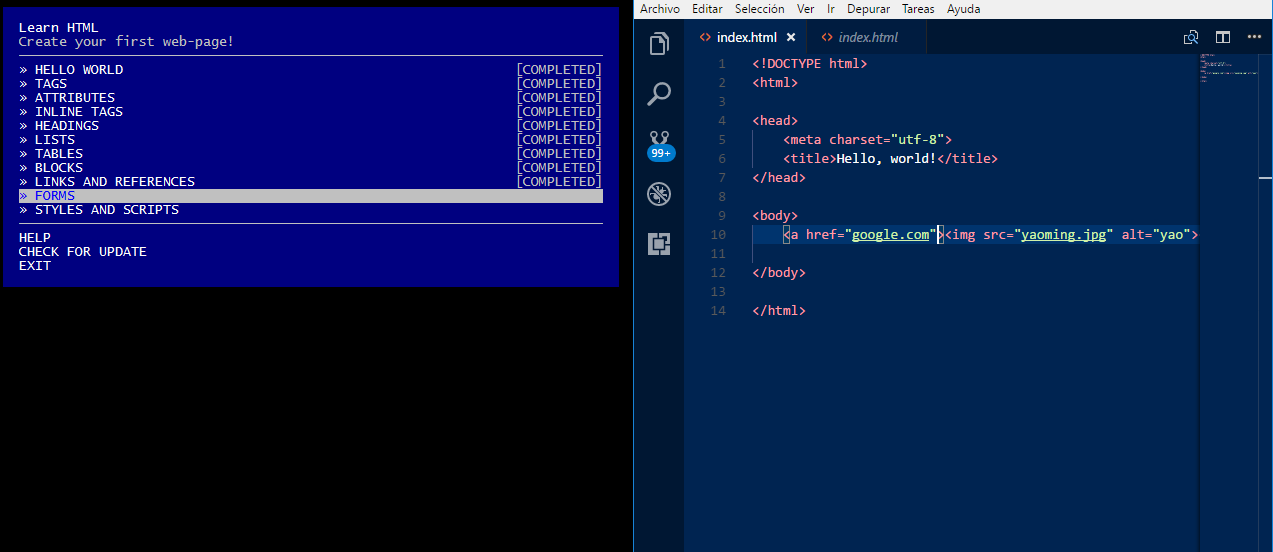 Learn HTML
Create your first web-page!
» HELLO WORLD [COMPLETED]
» TAGS [COMPLETED]
» ATTRIBUTES [COMPLETED]
» INLINE TAGS [COMPLETED]
» HEADINGS [COMPLETED]
» LISTS [COMPLETED]
» TABLES [COMPLETED]
» BLOCKS [COMPLETED]
» LINKS AND REFERENCES [COMPLETED]
» FORMS
» STYLES AND SCRIPTS
HELP
CHECK FOR UPDATE
EXIT
Archivo Editar Selección Ver Ir Depurar Tareas Ayuda
<> index.html × <> index.html ...
99+
1 <!DOCTYPE html>
2 <html>
3
4 <head>
5 <meta charset="utf-8">
6 <title>Hello, world!</title>
7 </head>
8
9 <body>
10 <a href="google.com"><img src="yaoming.jpg" alt="yao">
11
12 </body>
13
14 </html>